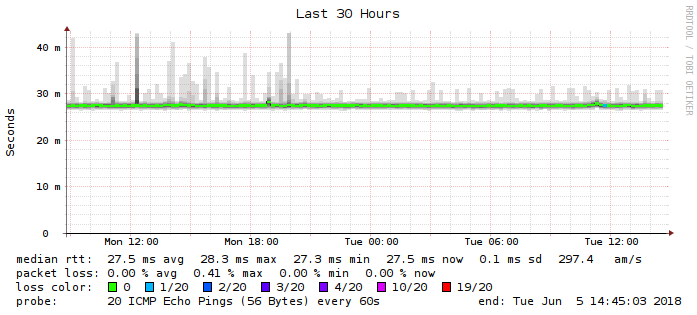 Last 30 Hours
RRDTOOL / TOBI OETIKER
Seconds
40 m
30 m
20 m
10 m
0
Mon 12:00 Mon 18:00 Tue 00:00 Tue 06:00 Tue 12:00
median rtt: 27.5 ms avg 28.3 ms max 27.3 ms min 27.5 ms now 0.1 ms sd 297.4 am/s
packet loss: 0.00 % avg 0.41 % max 0.00 % min 0.00 % now
loss color: 0 1/20 2/20 3/20 4/20 10/20 19/20
probe: 20 ICMP Echo Pings (56 Bytes) every 60s end: Tue Jun 5 14:45:03 2018